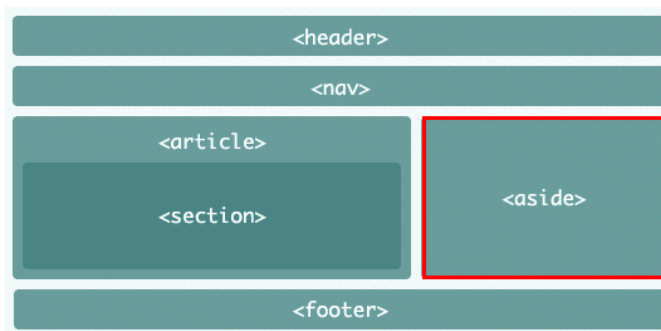 <header>
<nav>
<article>
<section>
<aside>
<footer>